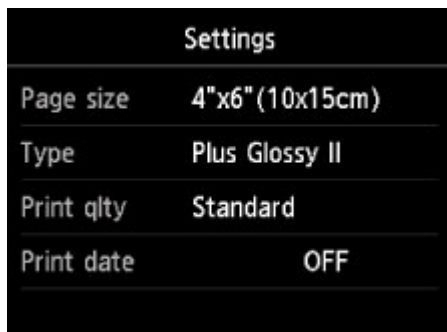 Settings
Page size 4"x6"(10x15cm)
Type Plus Glossy II
Print qlty Standard
Print date OFF